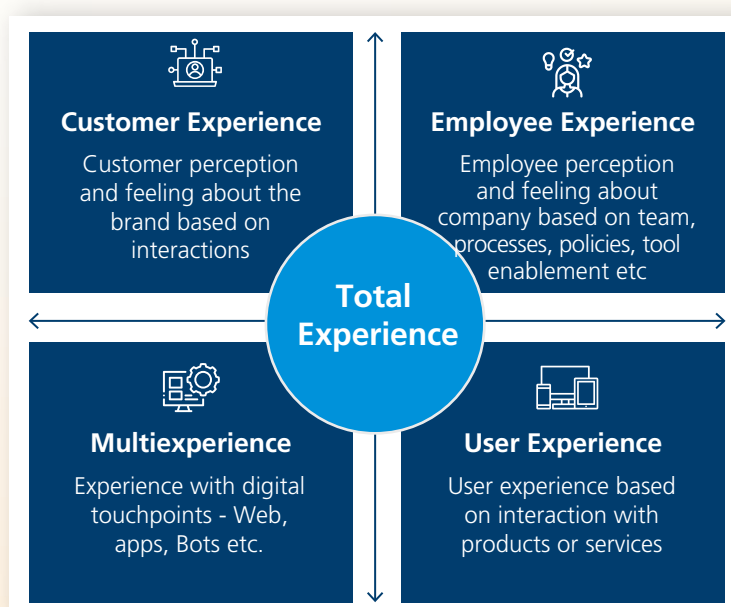 Customer Experience
Customer perception
and feeling about the
brand based on
interactions
Employee Experience
Employee perception
and feeling about
company based on team,
processes, policies, tool
enablement etc
Total
Experience
Multiexperience
Experience with digital
touchpoints - Web,
apps, Bots etc.
User Experience
User experience based
on interaction with
products or services